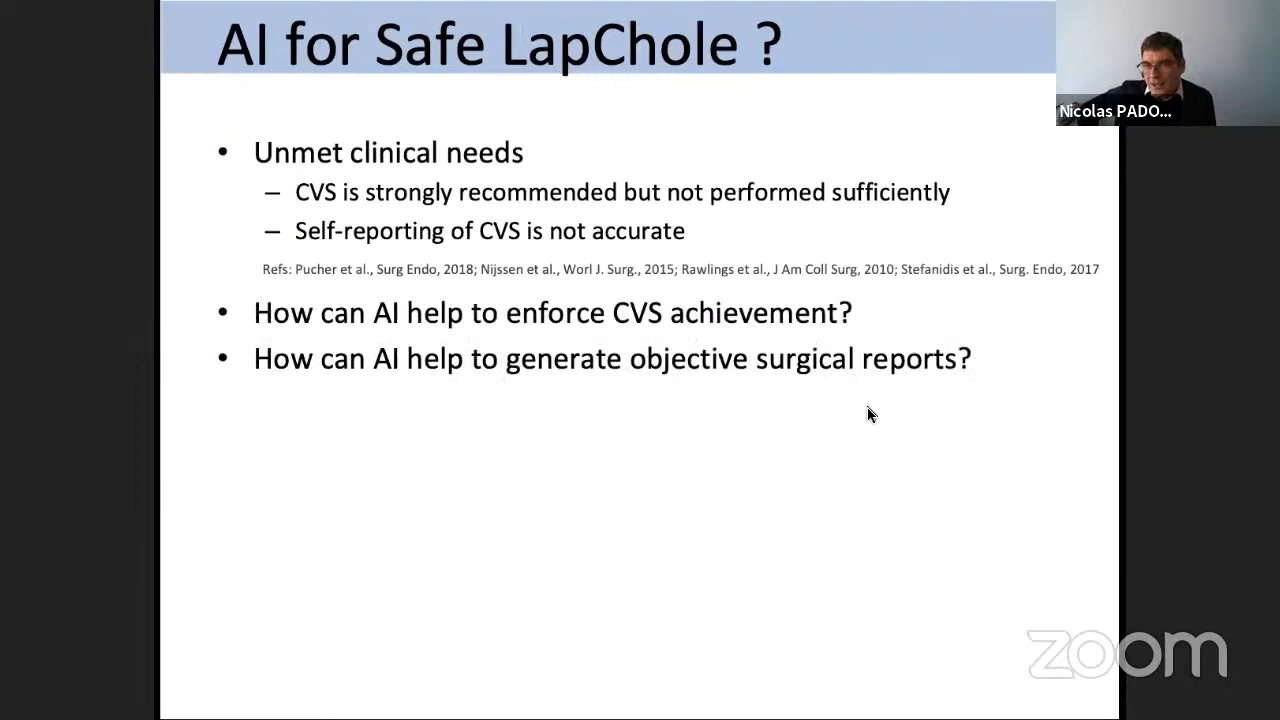 AI for Safe LapChole ?
Nicolas PADO...
• Unmet clinical needs
– CVS is strongly recommended but not performed sufficiently
– Self-reporting of CVS is not accurate
Refs: Pucher et al., Surg Endo, 2018; Nijssen et al., Worl J. Surg., 2015; Rawlings et al., J Am Coll Surg, 2010; Stefanidis et al., Surg. Endo, 2017
• How can AI help to enforce CVS achievement?
• How can AI help to generate objective surgical reports?
zoom